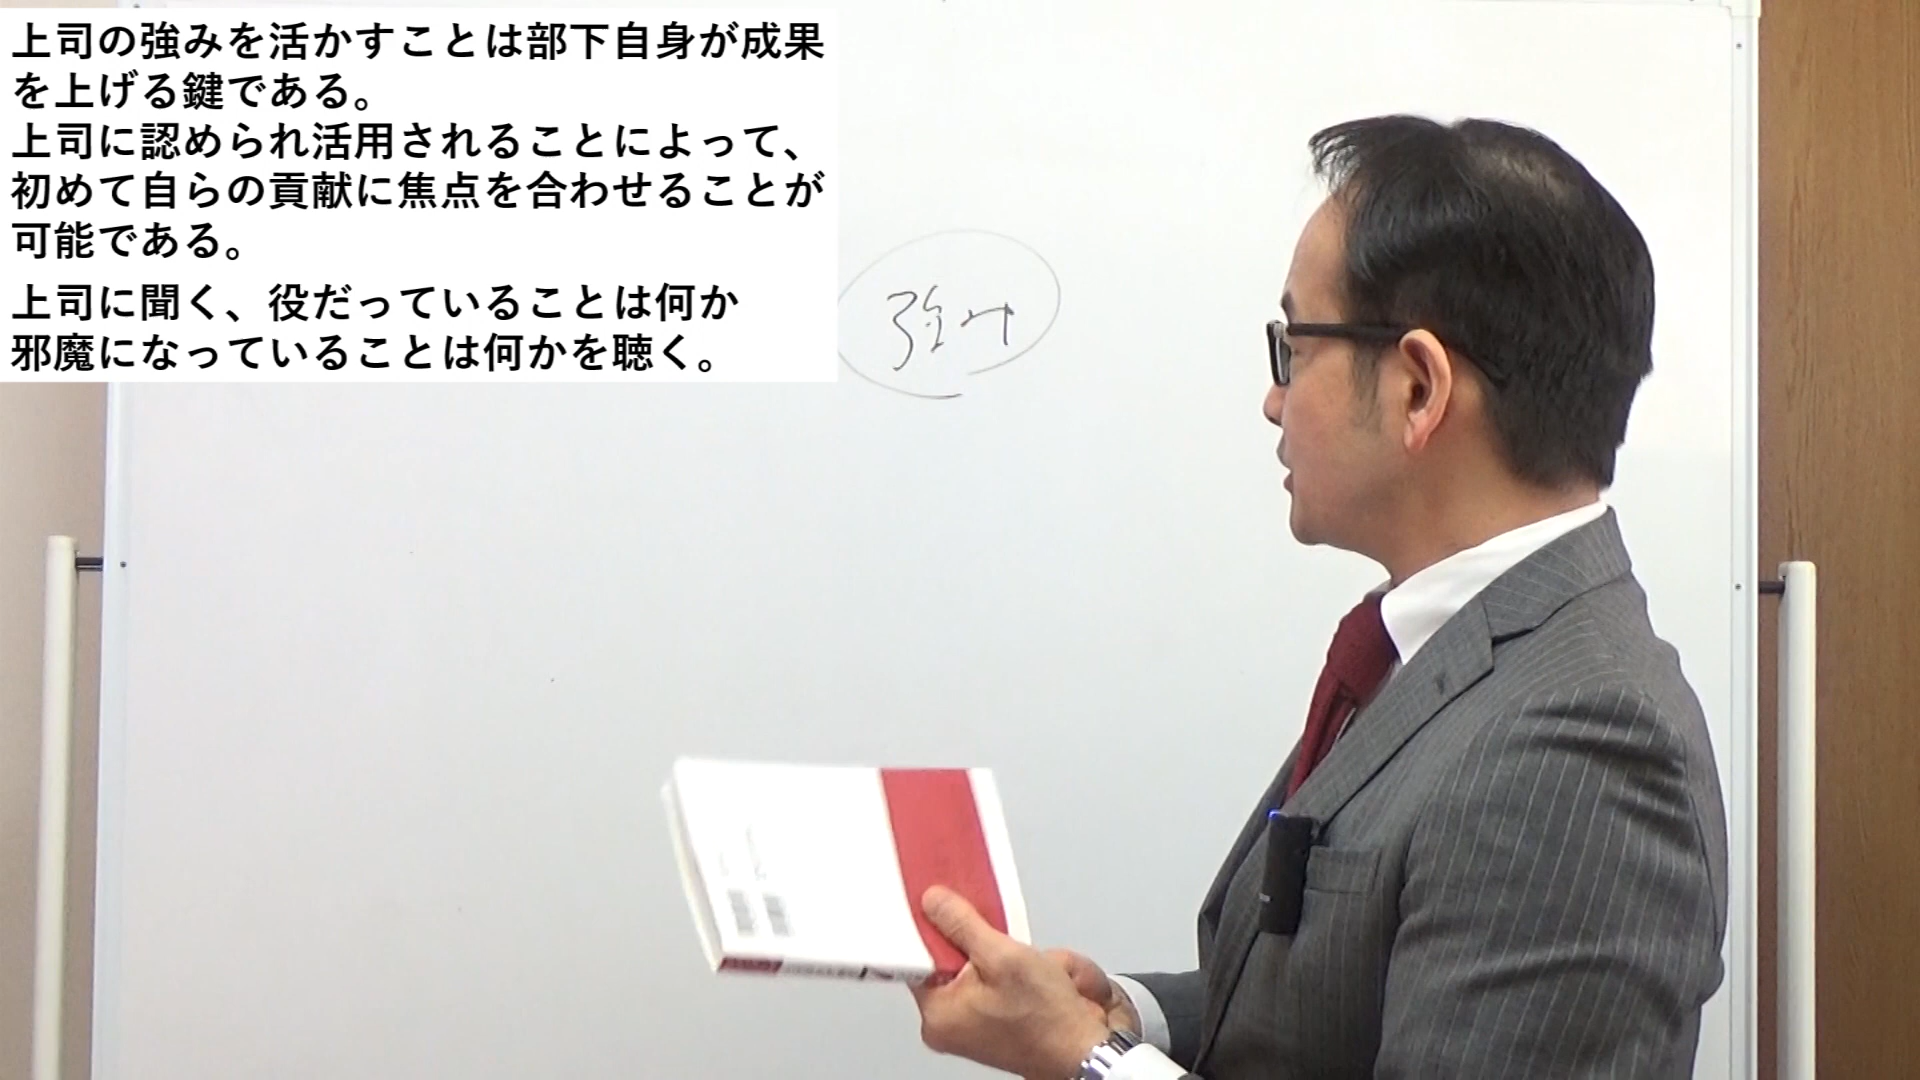 上司の強みを活かすことは部下自身が成果
を上げる鍵である。
上司に認められ活用されることによって、
初めて自らの貢献に焦点を合わせることが
可能である。
上司に聞く、役だっていることは何か
邪魔になっていることは何かを聴く。
強み